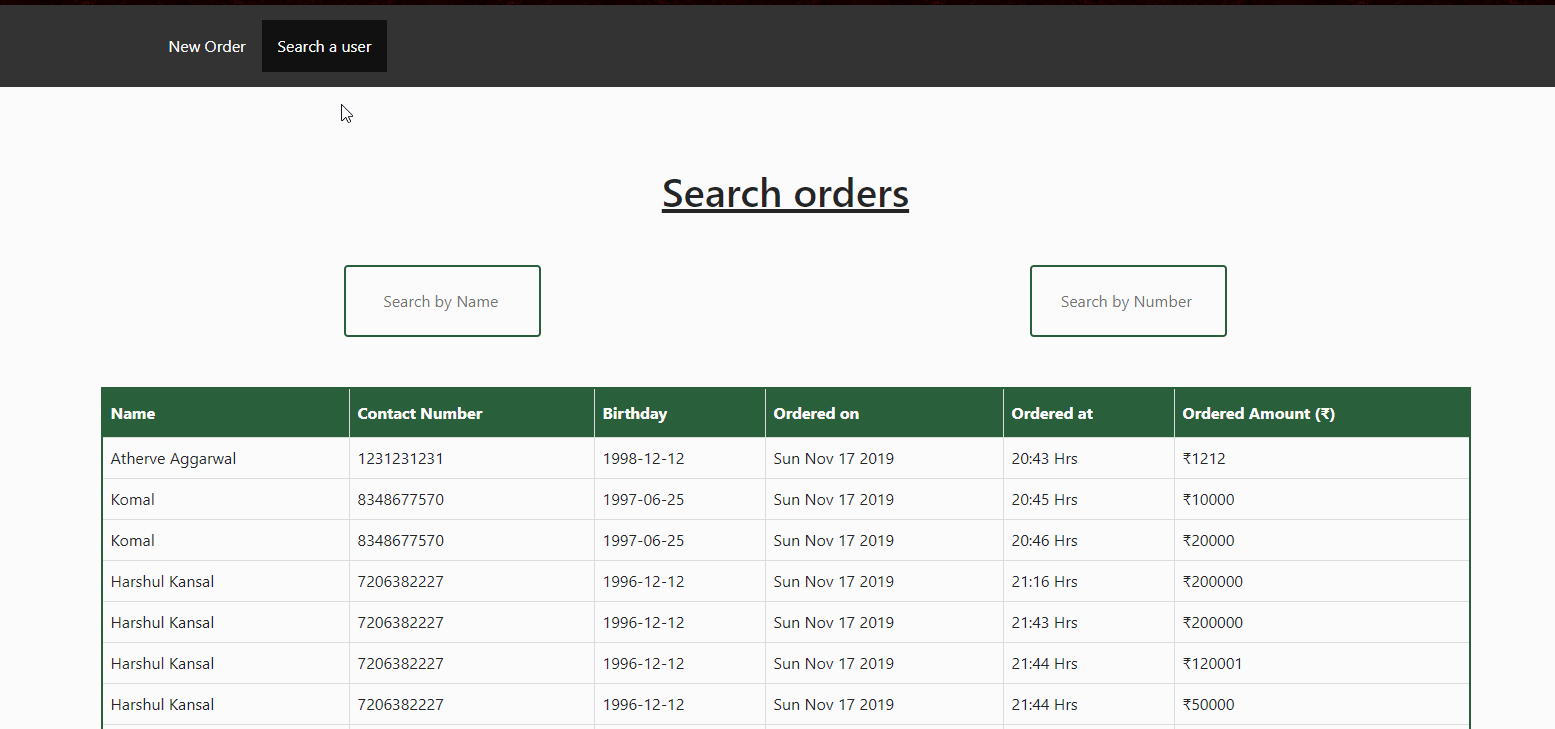 New Order Search a user
Search orders
Search by Name Search by Number
Name Contact Number Birthday Ordered on Ordered at Ordered Amount (₹)
Atherve Aggarwal 1231231231 1998-12-12 Sun Nov 17 2019 20:43 Hrs ₹1212
Komal 8348677570 1997-06-25 Sun Nov 17 2019 20:45 Hrs ₹10000
Komal 8348677570 1997-06-25 Sun Nov 17 2019 20:46 Hrs ₹20000
Harshul Kansal 7206382227 1996-12-12 Sun Nov 17 2019 21:16 Hrs ₹200000
Harshul Kansal 7206382227 1996-12-12 Sun Nov 17 2019 21:43 Hrs ₹200000
Harshul Kansal 7206382227 1996-12-12 Sun Nov 17 2019 21:44 Hrs ₹120001
Harshul Kansal 7206382227 1996-12-12 Sun Nov 17 2019 21:44 Hrs ₹50000